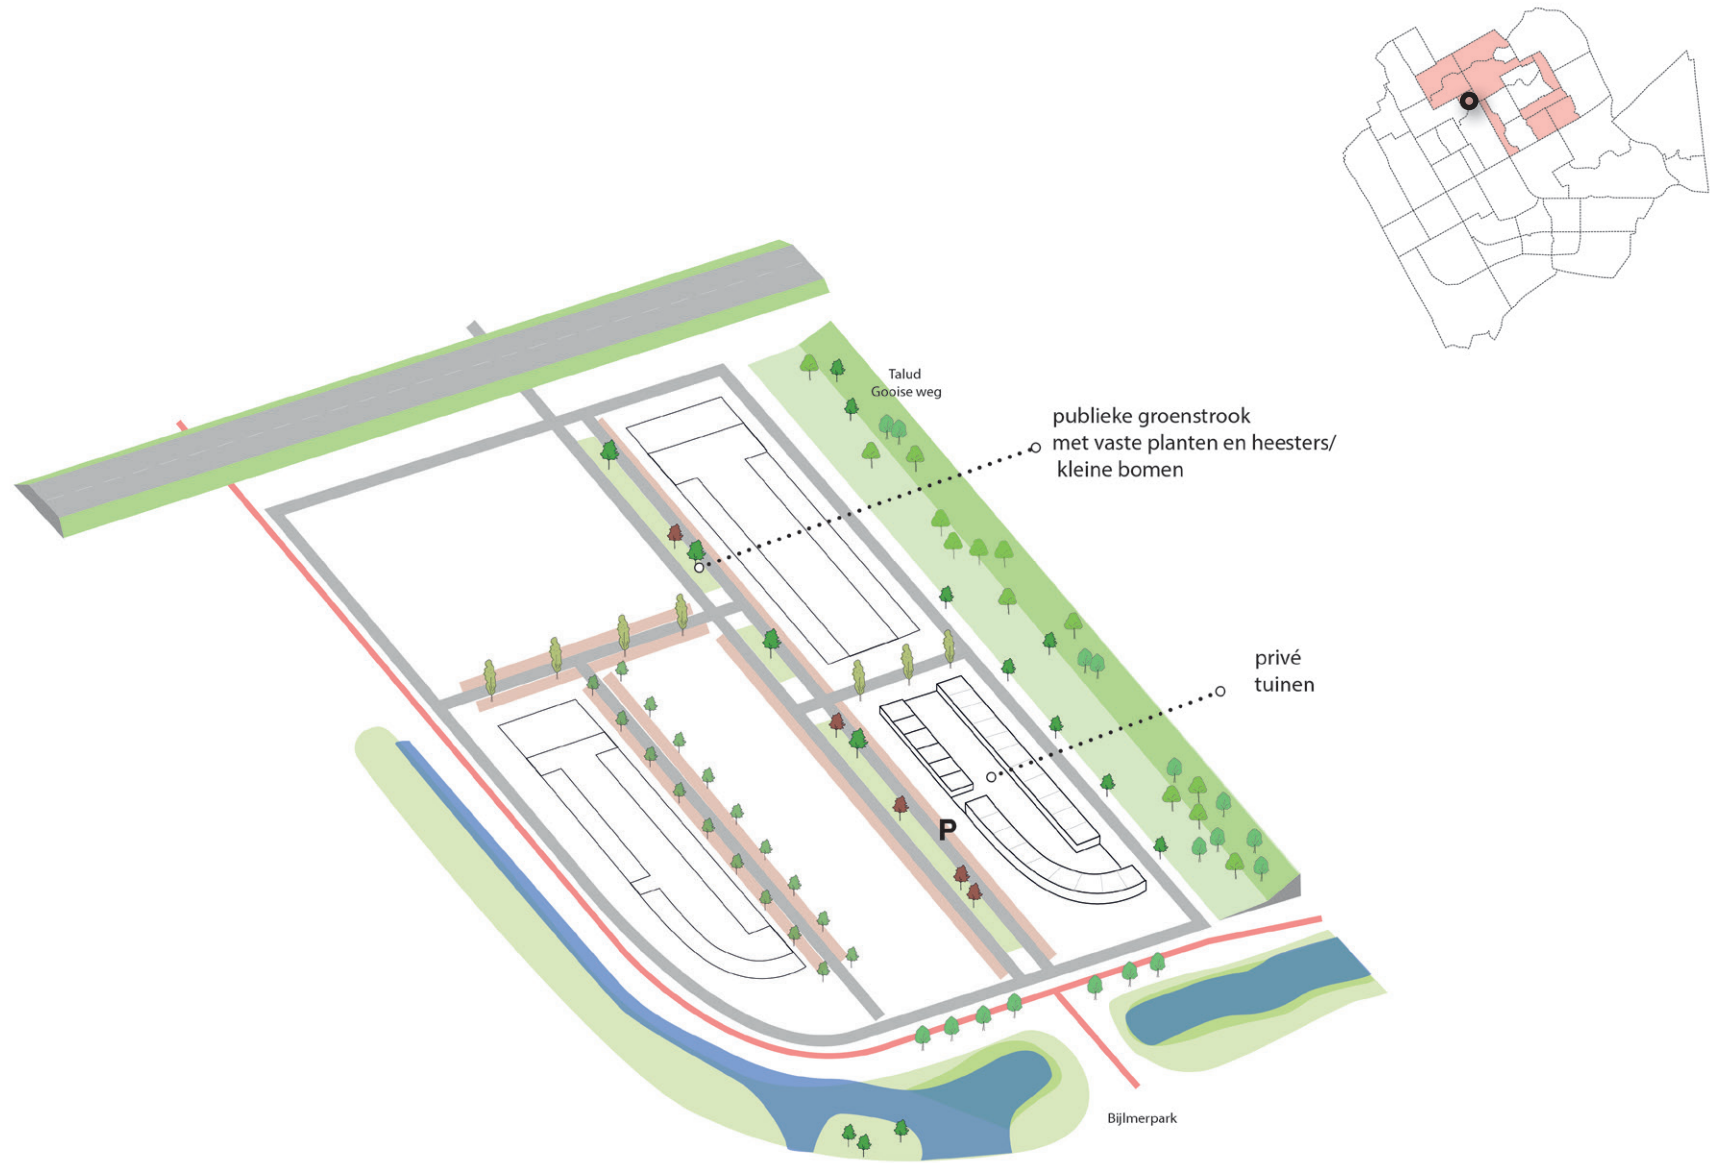 Talud
Gooise weg
publieke groenstrook
met vaste planten en heesters/
kleine bomen
privé
tuinen
P
Bijlmerpark